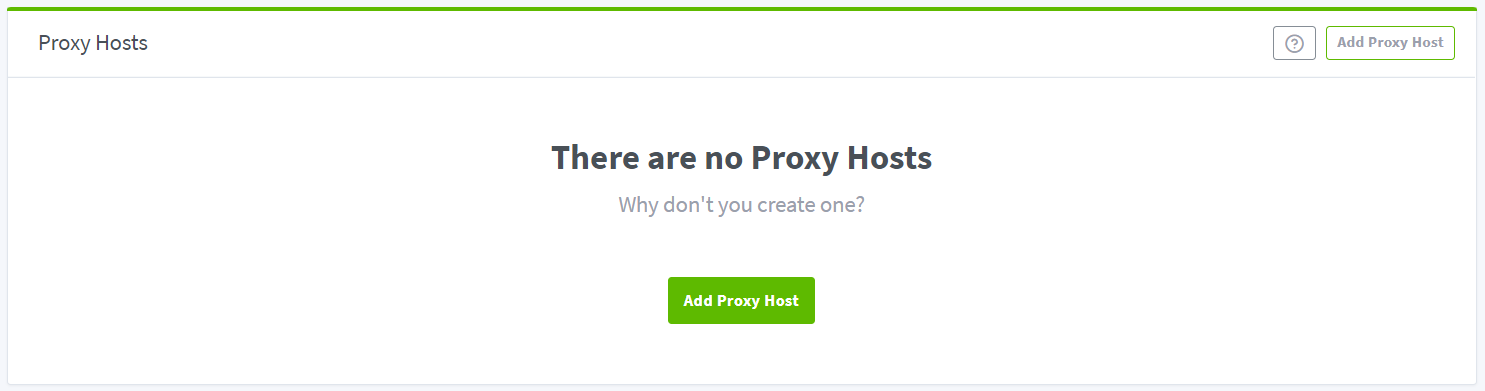 Proxy Hosts
Add Proxy Host
There are no Proxy Hosts
Why don't you create one?
Add Proxy Host